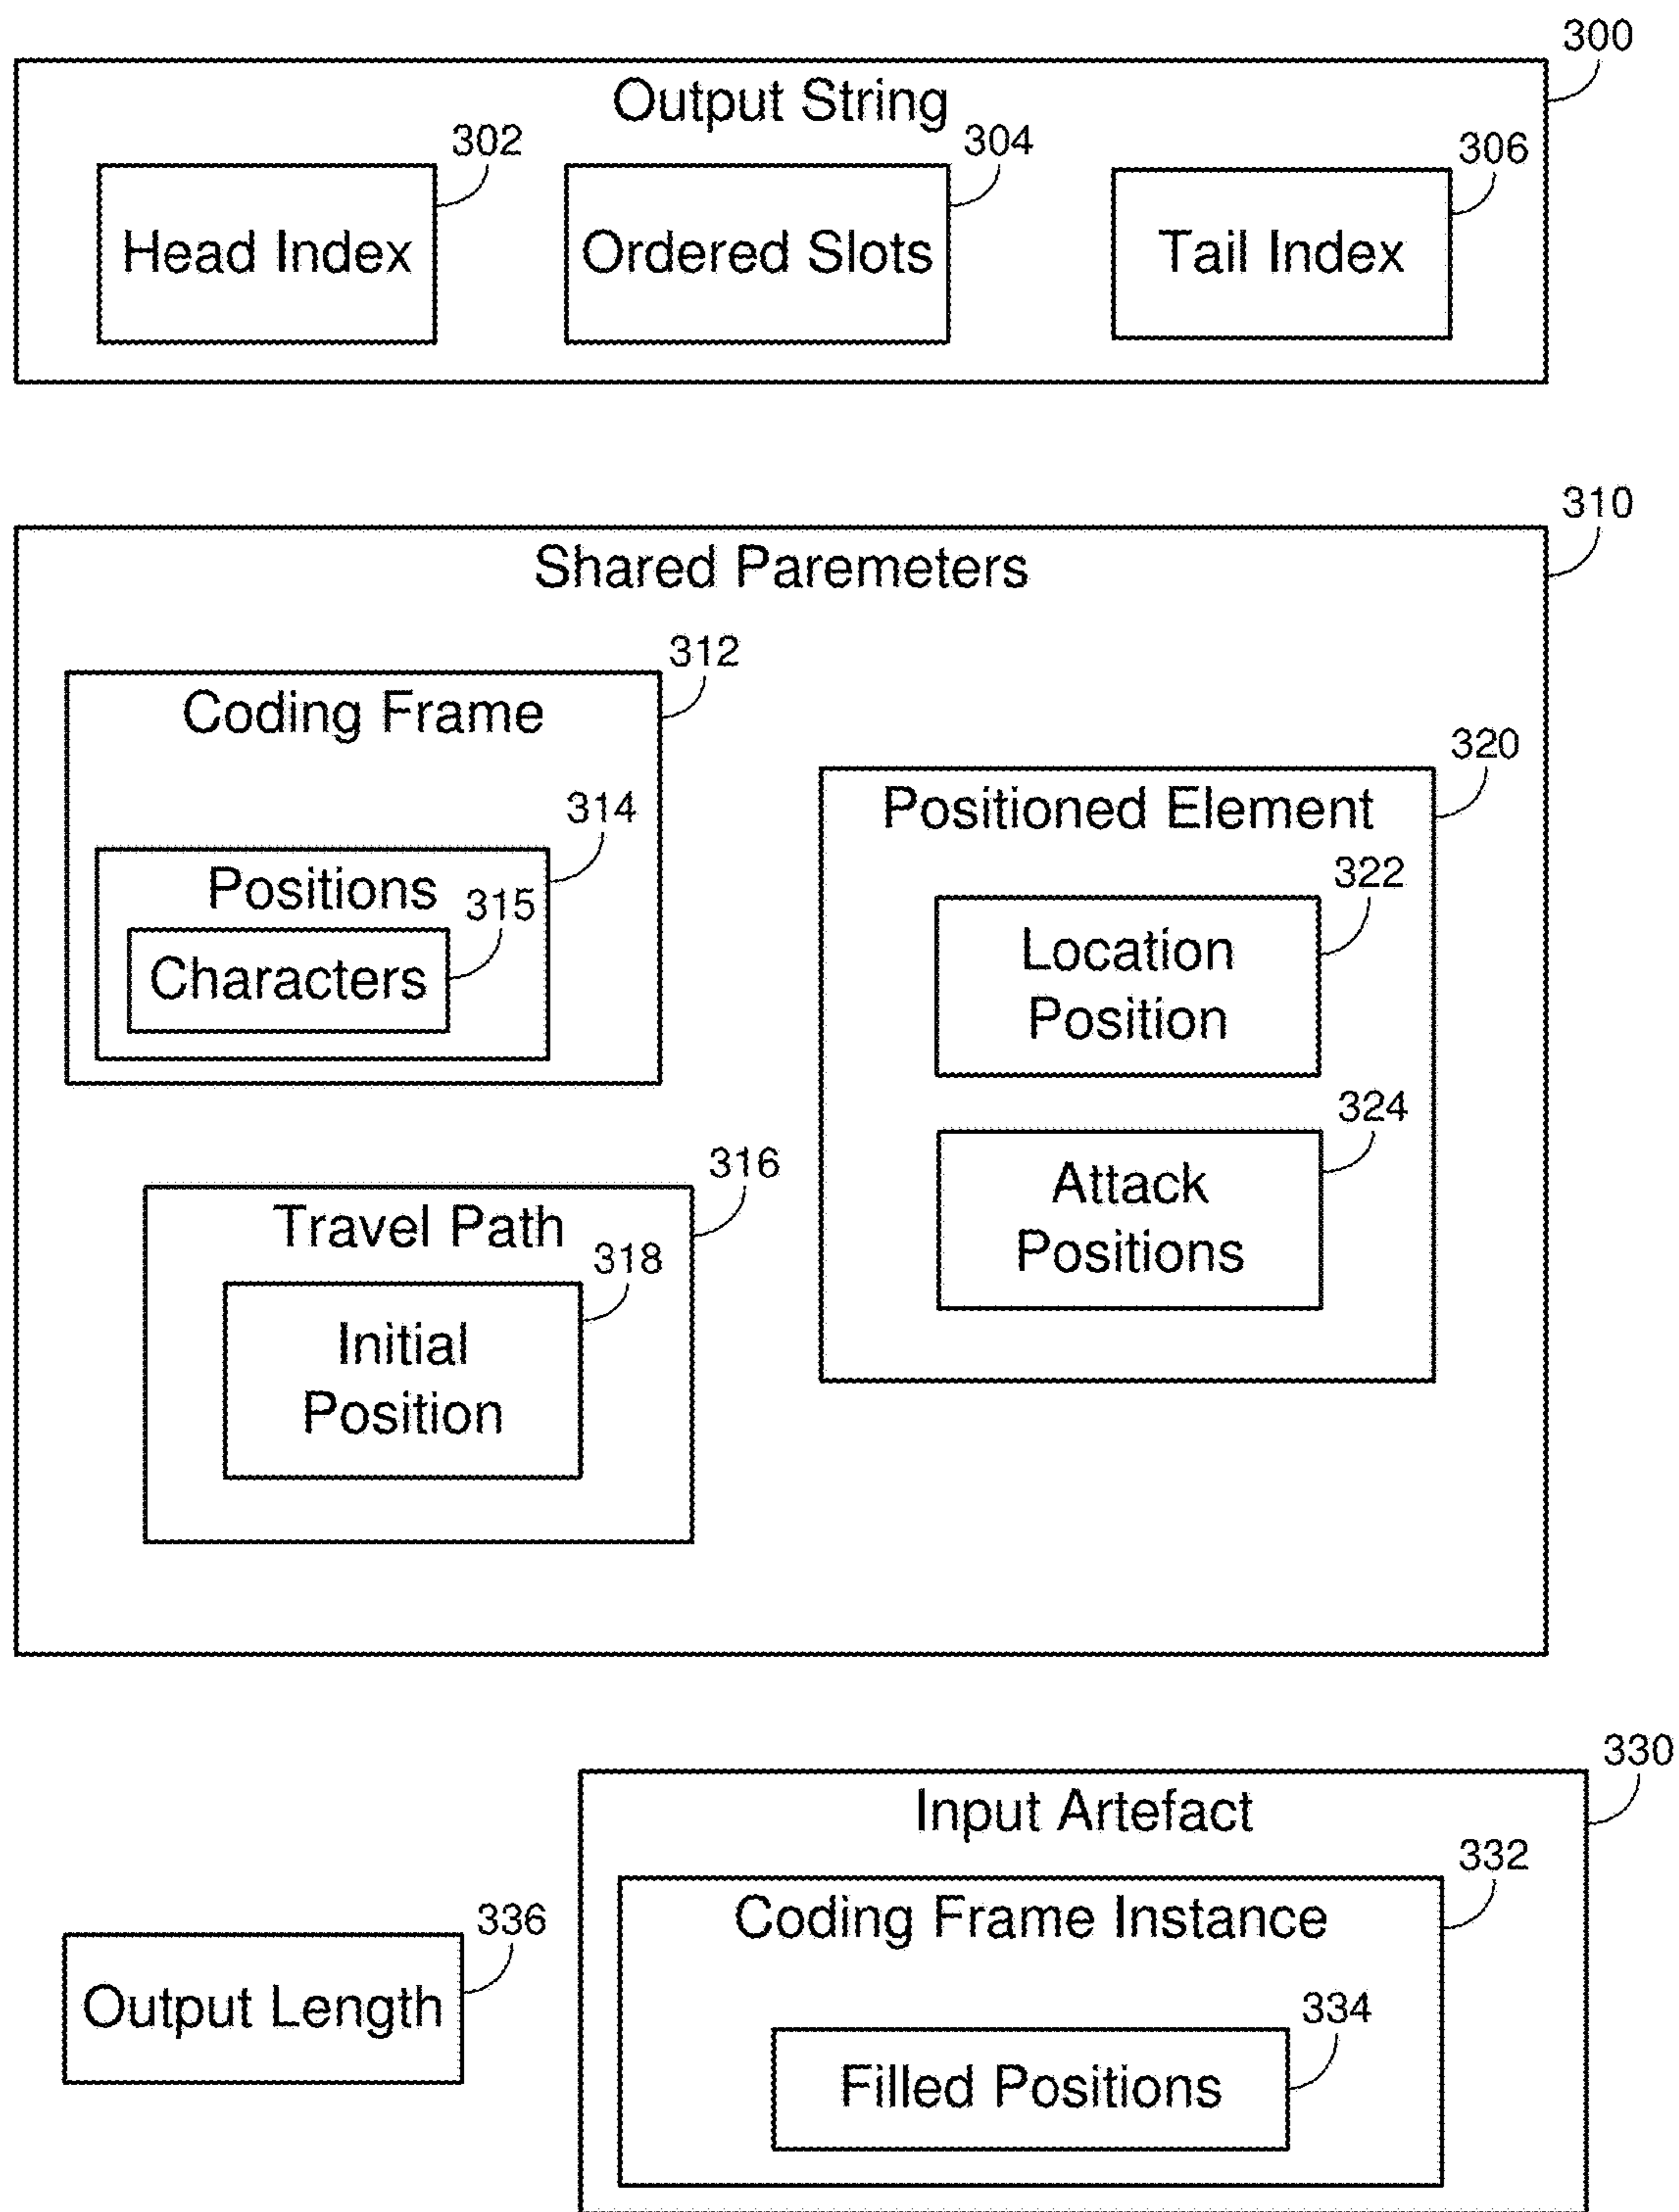 300
Output String
302
304
306
Head Index
Ordered Slots
Tail Index
310
Shared Paremeters
312
Coding Frame
320
Positioned Element
314
Positions
315
Characters
322
Location
Position
324
Attack
Positions
316
Travel Path
318
Initial
Position
330
Input Artefact
332
Coding Frame Instance
336
Output Length
334
Filled Positions